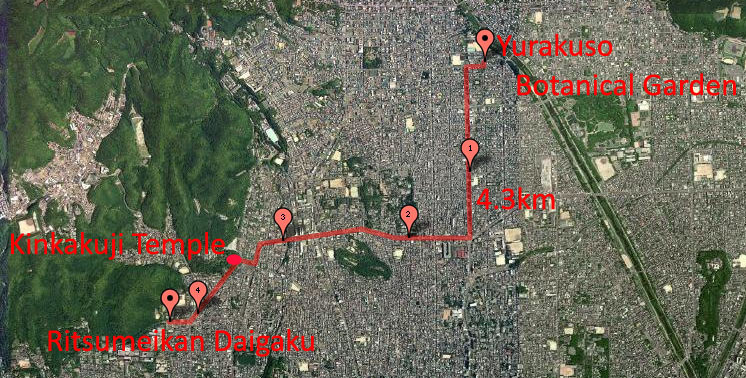 Yurakuso
Botanical Garden
1
4.3km
2
3
Kinkakuji Temple
4
Ritsumeikan Daigaku